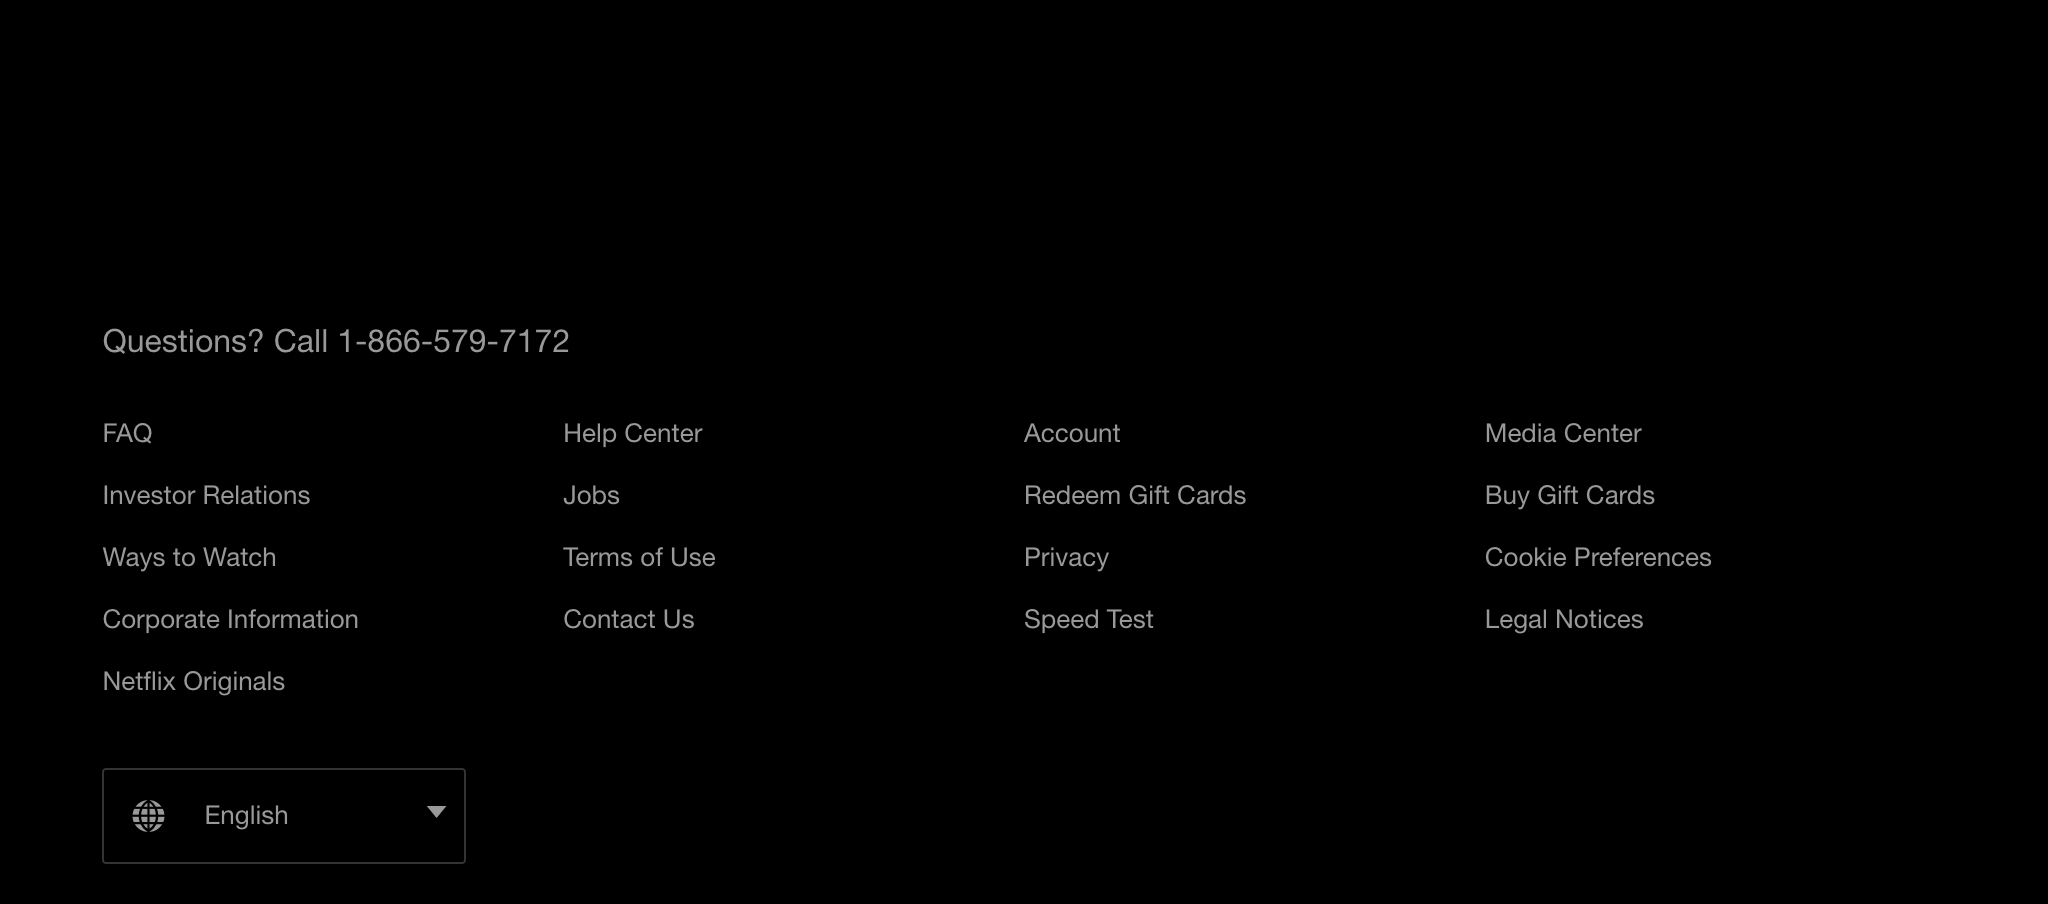 Questions? Call 1-866-579-7172
FAQ
Help Center
Account
Media Center
Investor Relations
Jobs
Redeem Gift Cards
Buy Gift Cards
Ways to Watch
Terms of Use
Privacy
Cookie Preferences
Corporate Information
Contact Us
Speed Test
Legal Notices
Netflix Originals
English